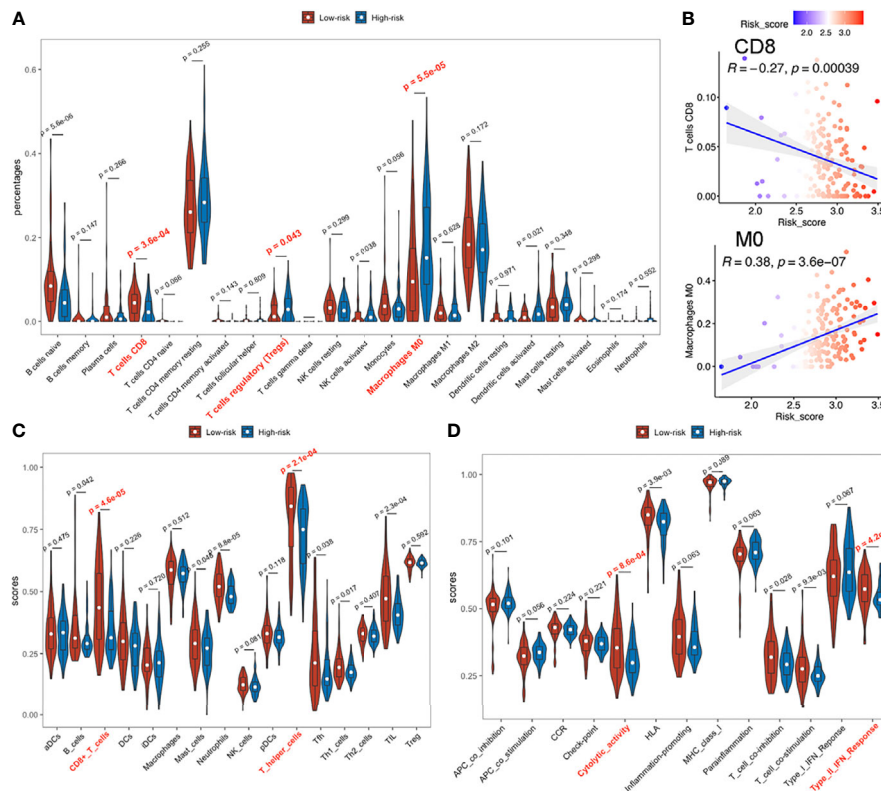 A
Low-risk High-risk
percentages
0.6
0.4
0.2
0.0
p = 5.6e-06
p = 0.147
p = 0.266
p = 3.6e-04
p = 0.066
p = 0.255
p = 0.143
p = 0.809
p = 0.043
p = 0.299
p = 0.038
p = 0.056
p = 5.5e-05
p = 0.628
p = 0.172
p = 0.971
p = 0.021
p = 0.348
p = 0.298
p = 0.174
p = 0.552
B cells naive
B cells memory
Plasma cells
T cells CD8
T cells CD4 naive
T cells CD4 memory resting
T cells CD4 memory activated
T cells follicular helper
T cells regulatory (Tregs)
T cells gamma delta
NK cells resting
NK cells activated
Monocytes
Macrophages M0
Macrophages M1
Macrophages M2
Dendritic cells resting
Dendritic cells activated
Mast cells resting
Mast cells activated
Eosinophils
Neutrophils
B
Risk_score
2.0 2.5 3.0
CD8
R = −0.27, p = 0.00039
T cells CD8
0.10
0.05
0.00
2.0 2.5 3.0 3.5
Risk_score
M0
R = 0.38, p = 3.6e−07
Macrophages M0
0.4
0.2
0.0
2.0 2.5 3.0 3.5
Risk_score
C
Low-risk High-risk
scores
1.00
0.75
0.50
0.25
0.00
p = 0.475
p = 0.042
p = 4.6e-05
p = 0.226
p = 0.720
p = 0.512
p = 0.046
p = 9.8e-05
p = 0.081
p = 0.118
p = 2.1e-04
p = 0.038
p = 0.017
p = 0.407
p = 2.3e-04
p = 0.592
aDCs
B_cells
CD8+_T_cells
DCs
iDCs
Macrophages
Mast_cells
Neutrophils
NK_cells
pDCs
T_helper_cells
Tfh
Th1_cells
Th2_cells
TIL
Treg
D
Low-risk High-risk
scores
1.00
0.75
0.50
0.25
p = 0.101
p = 0.056
p = 0.224
p = 0.221
p = 8.6e-04
p = 3.9e-03
p = 0.063
p = 0.063
p = 0.028
p = 9.3e-03
p = 0.067
APC_co_inhibition
APC_co_stimulation
CCR
Check-point
Cytolytic_activity
HLA
Inflammation-promoting
MHC_class_I
Parainflammation
T_cell_co-inhibition
T_cell_co-stimulation
Type_I_IFN_Reponse
Type_II_IFN_Response